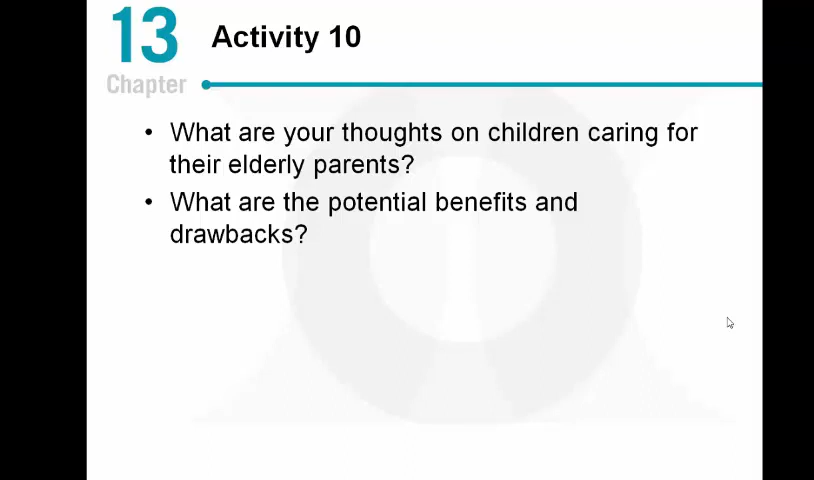 13
Chapter
Activity 10
• What are your thoughts on children caring for
their elderly parents?
• What are the potential benefits and
drawbacks?